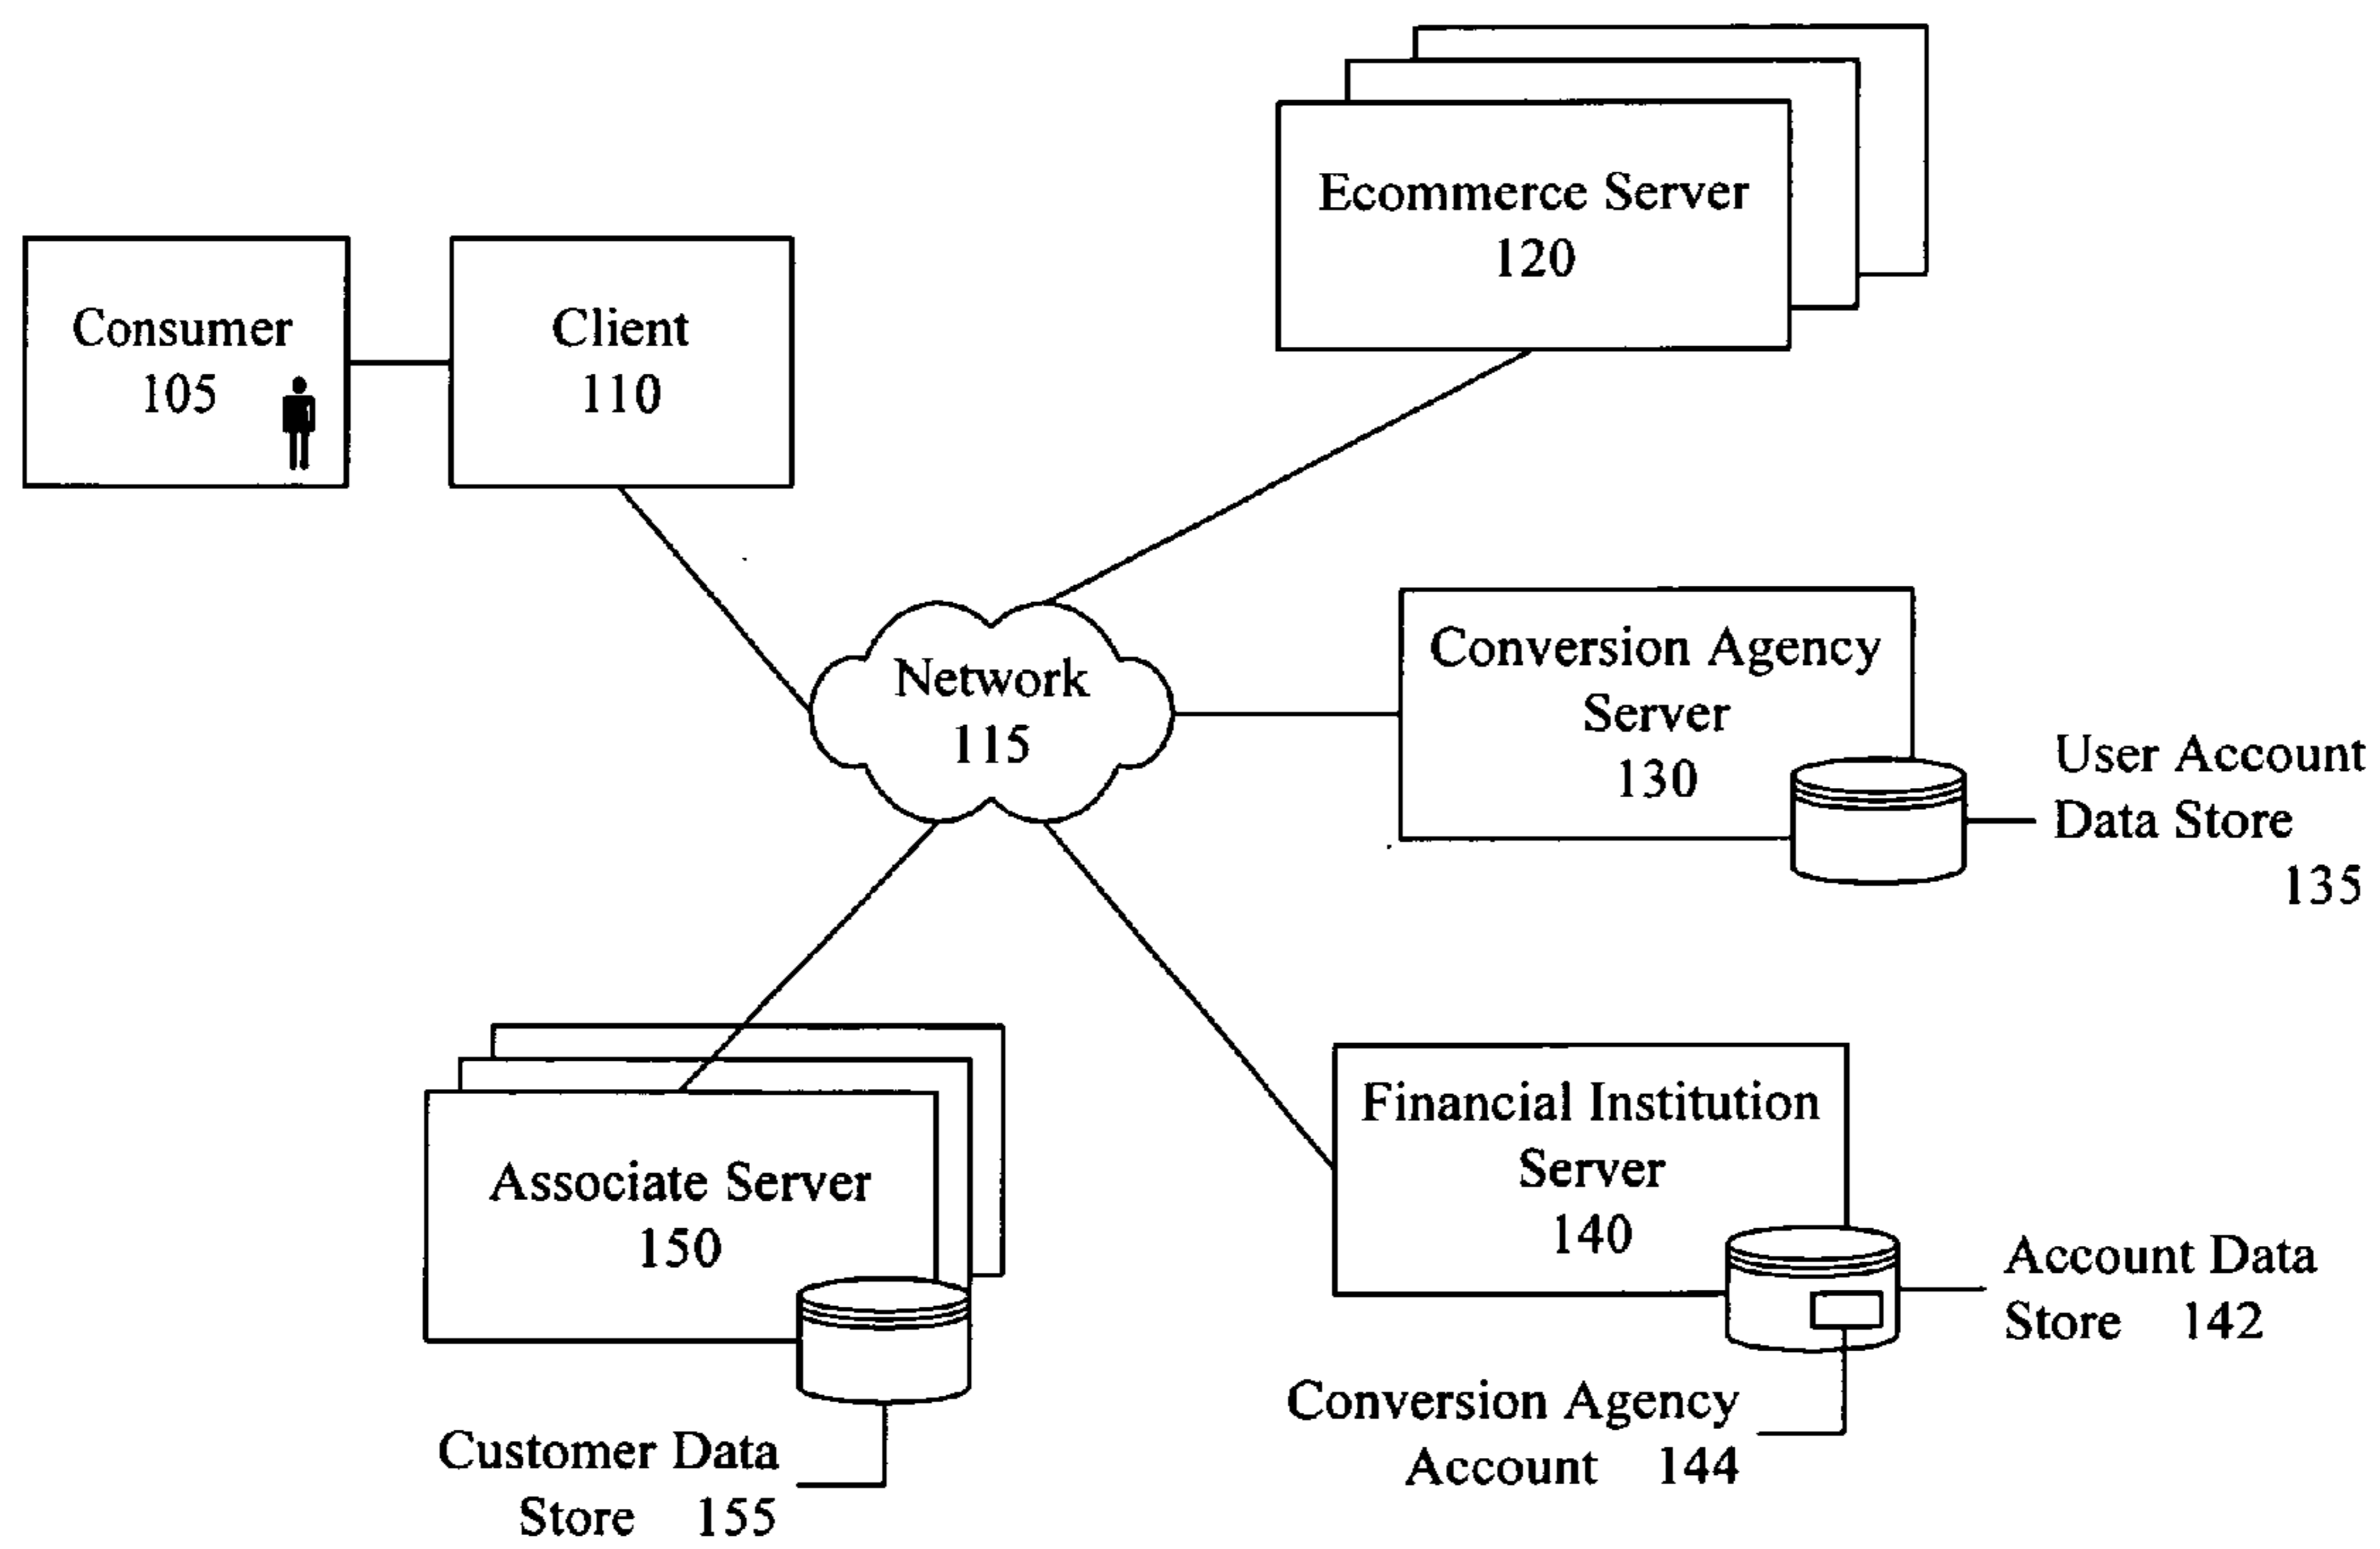 Ecommerce Server
120
Consumer
105
Client
110
Network
115
Conversion Agency
Server
130
User Account
Data Store
135
Associate Server
150
Customer Data
Store 155
Financial Institution
Server
140
Account Data
Store 142
Conversion Agency
Account 144